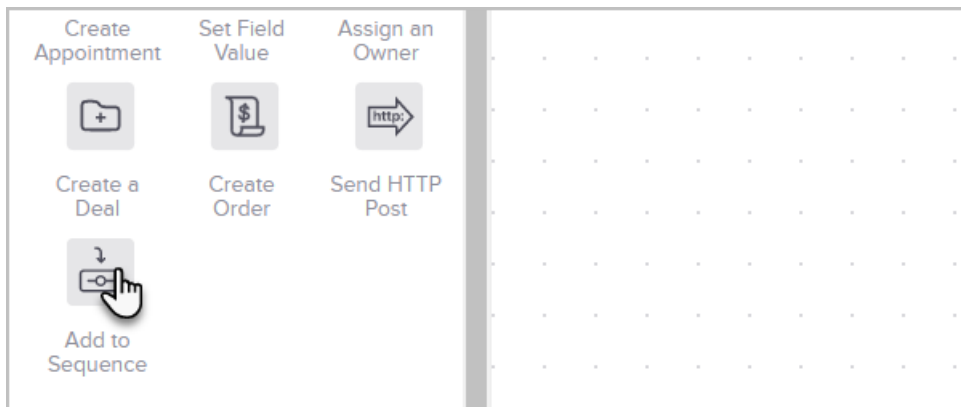 Create
Appointment
Set Field
Value
Assign an
Owner
$
http:
Create a
Deal
Create
Order
Send HTTP
Post
Add to
Sequence